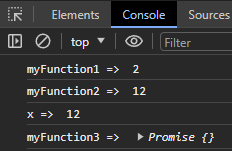 Elements Console Sources
top Filter
myFunction1 => 2
myFunction2 => 12
x => 12
myFunction3 => Promise {}